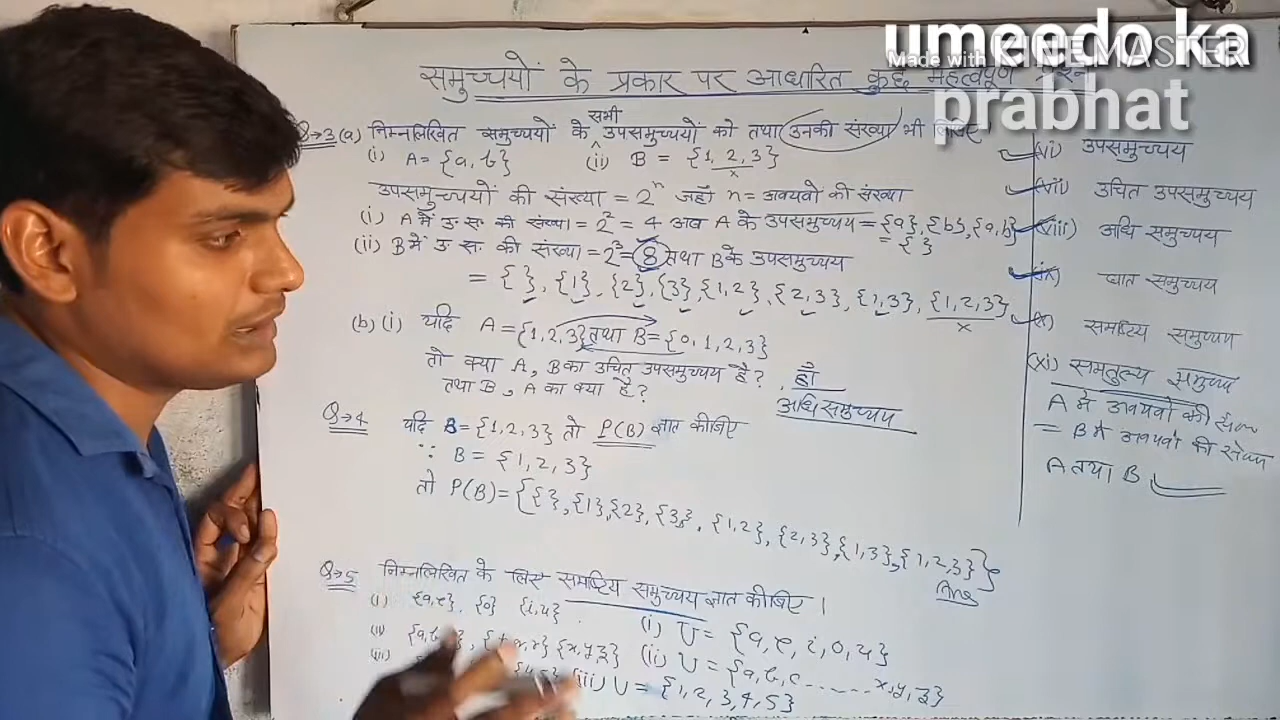 umeedo ka
prabhat
Made with KINEMASTER
समुच्चयों के प्रकार पर आधारित कुछ महत्वपूर्ण
Q→3 (a) निम्नलिखित समुच्चयों के सभी उपसमुच्चयों को तथा उनकी संख्या भी
(i) A = {a, b} (ii) B = {1, 2, 3}
x
उपसमुच्चयों की संख्या = 2ⁿ जहाँ n = अवयवो की संख्या
(i) A में उ स. की संख्या = 2² = 4 अब A के उपसमुच्चय = {a}, {b}, {a, b}
= { }
(ii) B में उ स. की संख्या = 2³ = 8 तथा B के उपसमुच्चय
= { }, {1}, {2}, {3}, {1, 2}, {2, 3}, {1, 3}, {1, 2, 3}
x
(b) (i) यदि A = {1, 2, 3} तथा B = {0, 1, 2, 3}
तो क्या A, B का उचित उपसमुच्चय है? हाँ
तथा B, A का क्या है? अधि समुच्चय
Q→4 यदि B = {1, 2, 3} तो P(B) ज्ञात कीजिए
∵ B = {1, 2, 3}
तो P(B) = {{ }, {1}, {2}, {3}, {1, 2}, {2, 3}, {1, 3}, {1, 2, 3}}
Q→5 निम्नलिखित के लिए समष्टिय समुच्चय ज्ञात कीजिए ।
(i) {a, e}, {o} {i, u}
(i) U = {a, e, i, o, u}
(ii) {x, y, z}
(ii) U = {a, b, c ....... x, y, z}
(iii)
(iii) U = {1, 2, 3, 4, 5}
(vi) उपसमुच्चय
(vii) उचित उपसमुच्चय
(viii) अधि समुच्चय
(ix) घात समुच्चय
(x) समष्टिय समुच्चय
(xi) समतुल्य समुच्चय
A में अवयवों की संख्या
= B में अवयवों की संख्या
A तथा B